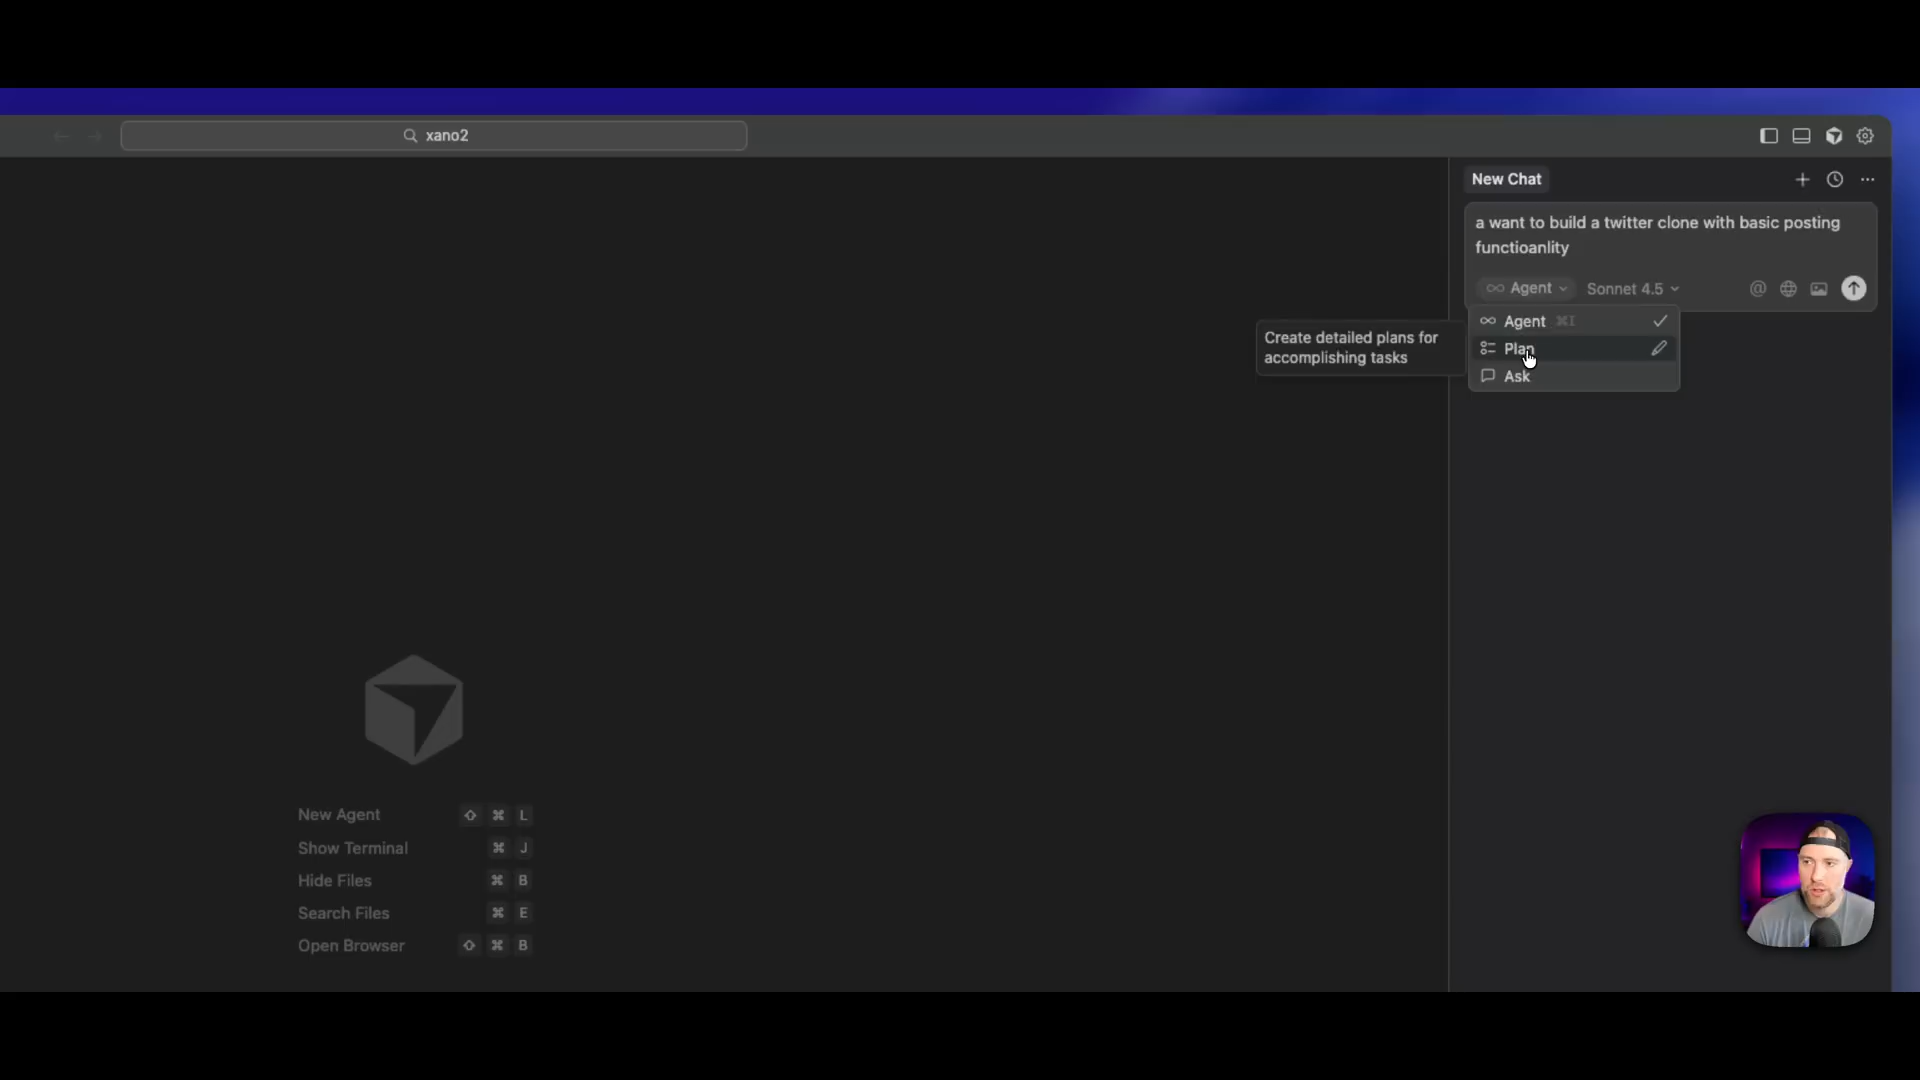 xano2
New Chat
a want to build a twitter clone with basic posting
functioanlity
Agent
Sonnet 4.5
Agent ⌘I
Create detailed plans for
accomplishing tasks
Plan
Ask
New Agent ⇧ ⌘ L
Show Terminal ⌘ J
Hide Files ⌘ B
Search Files ⌘ E
Open Browser ⇧ ⌘ B